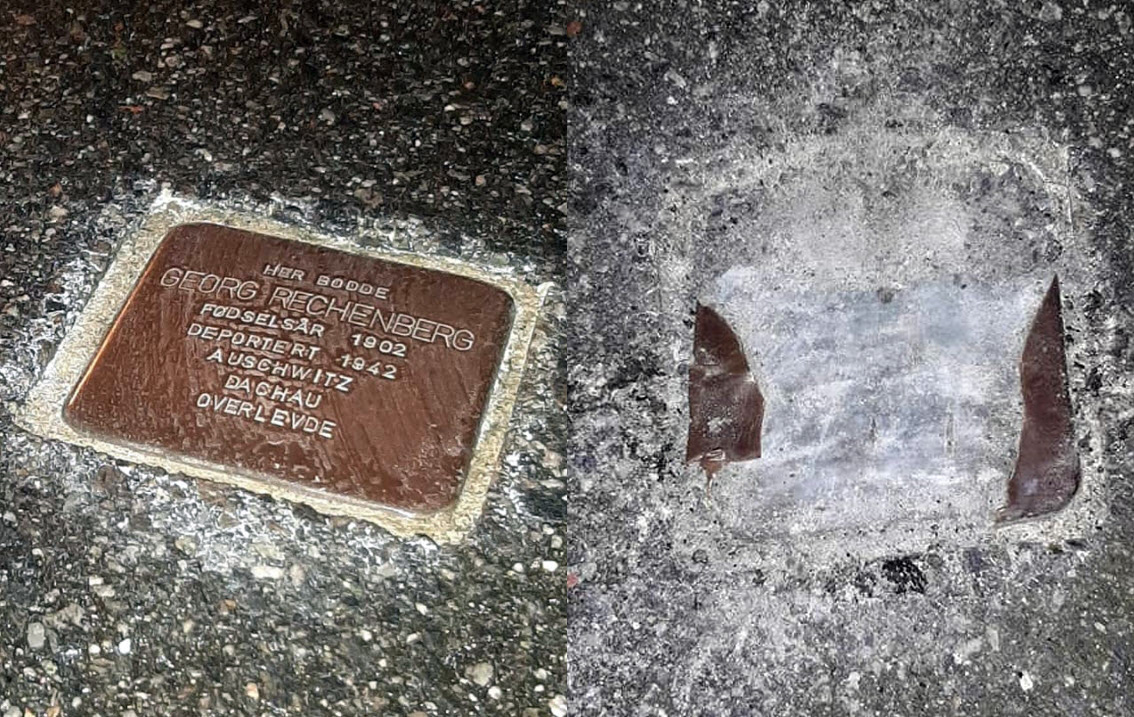 HER BODDE
GEORG RECHENBERG
FØDSELSÅR 1902
DEPORTERT 1942
AUSCHWITZ
DACHAU
OVERLEVDE